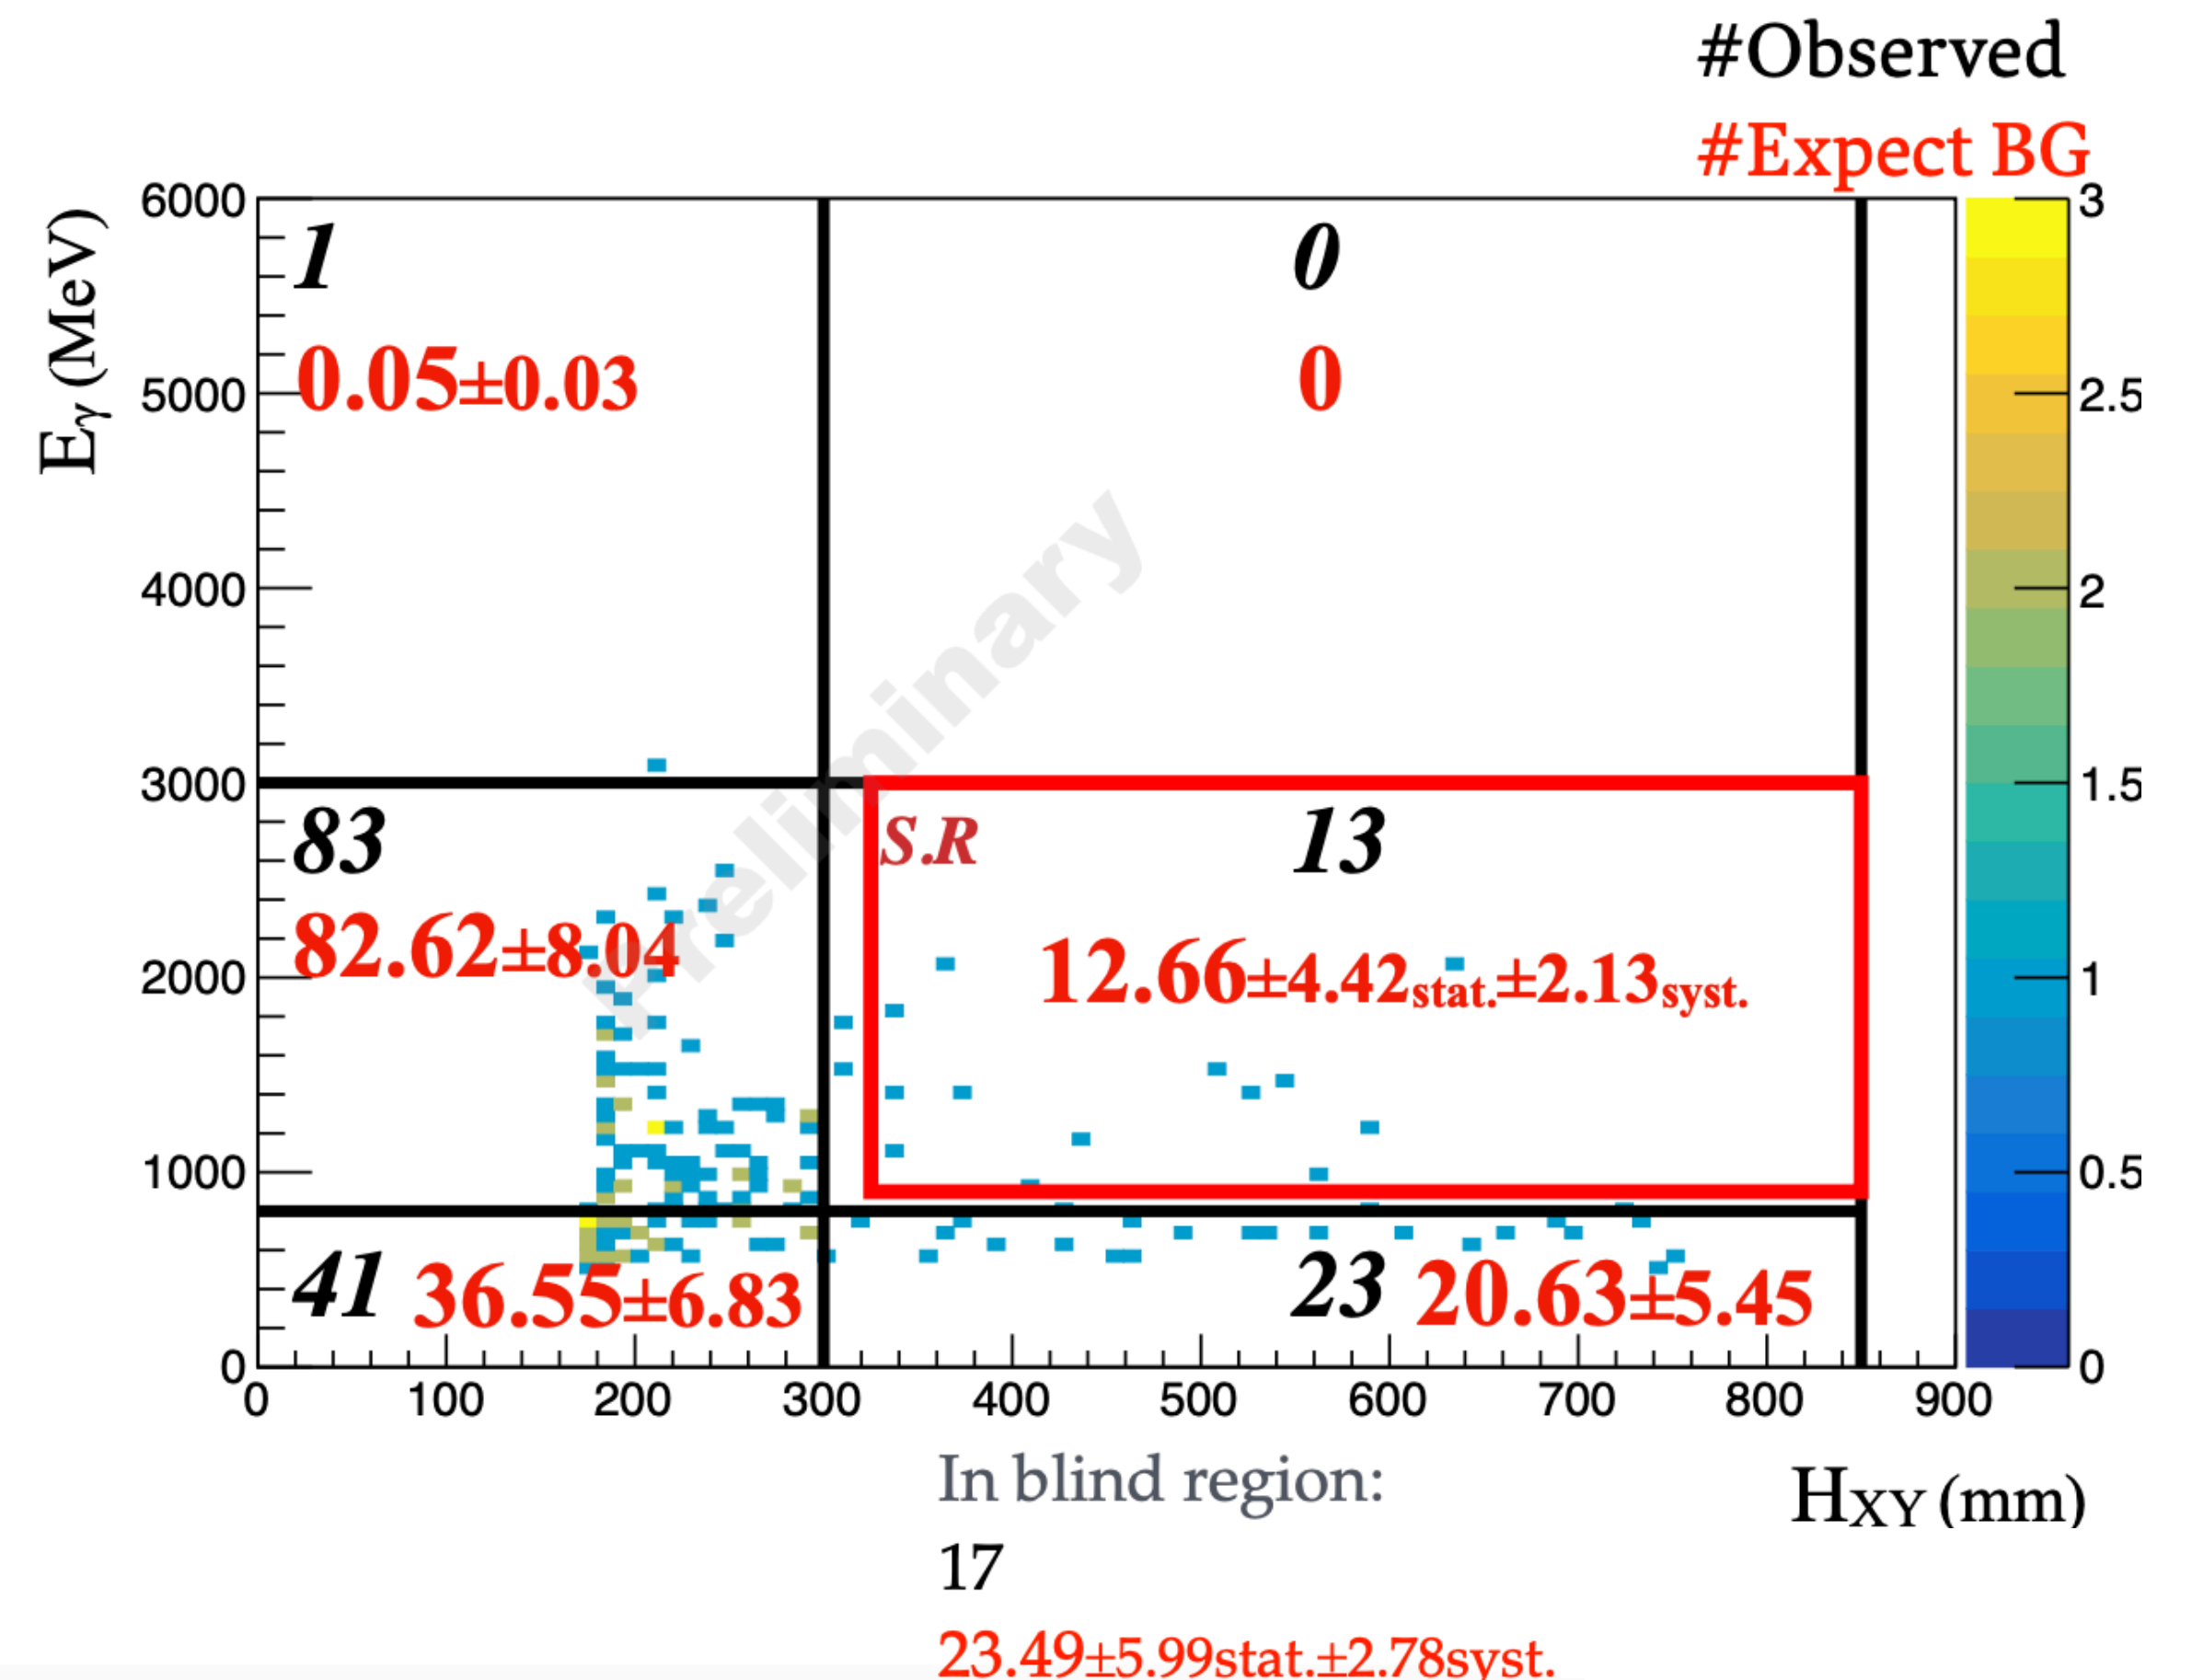 #Observed
#Expect BG
Eγ (MeV)
6000
5000
4000
3000
2000
1000
0
1
0
0.05±0.03
0
Preliminary
83
S.R
13
82.62±8.04
12.66±4.42stat.±2.13syst.
41 36.55±6.83
23 20.63±5.45
0 100 200 300 400 500 600 700 800 900
3
2.5
2
1.5
1
0.5
0
HXY (mm)
In blind region:
17
23.49±5.99stat.±2.78syst.